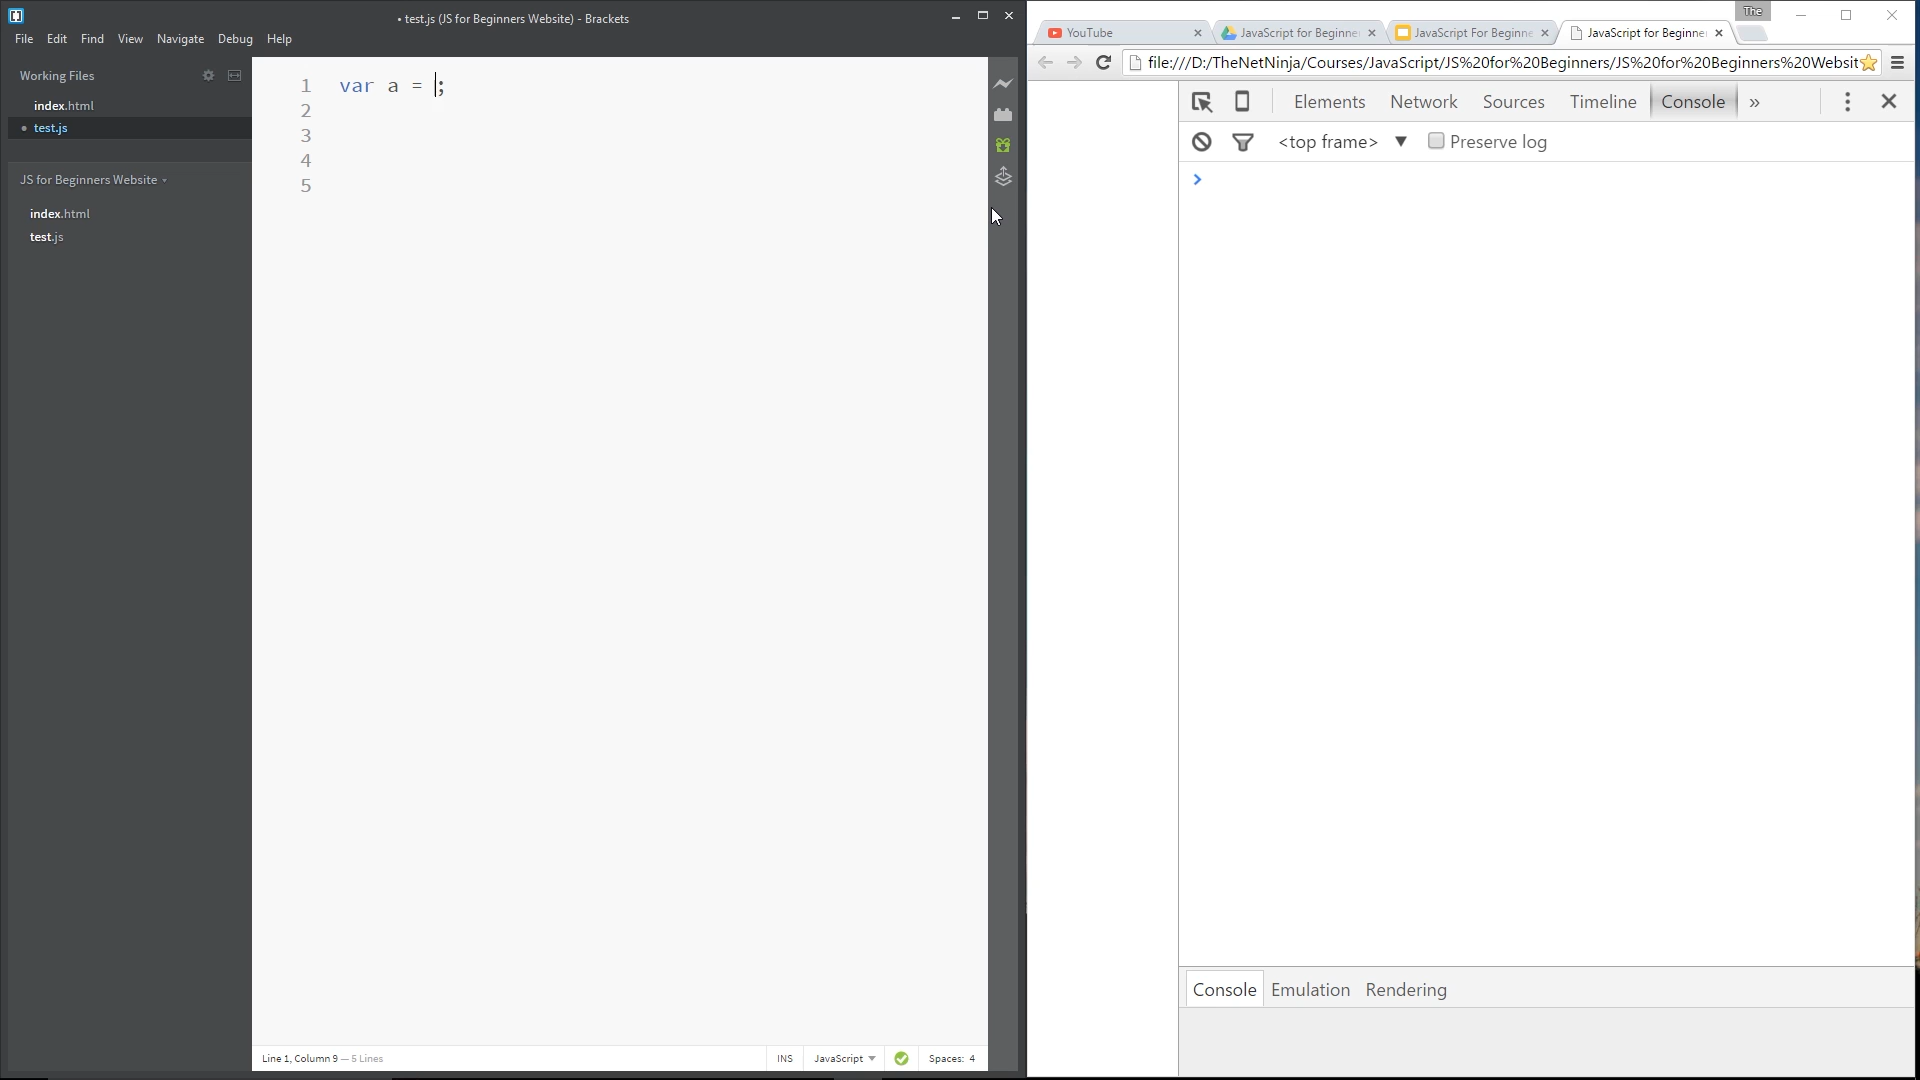 • test.js (JS for Beginners Website) - Brackets
File Edit Find View Navigate Debug Help
Working Files
index.html
• test.js
JS for Beginners Website
index.html
test.js
1 var a = ;
2
3
4
5
Line 1, Column 9 — 5 Lines
INS JavaScript Spaces: 4
The
YouTube
JavaScript for Beginne
JavaScript For Beginne
JavaScript for Beginne
file:///D:/TheNetNinja/Courses/JavaScript/JS%20for%20Beginners/JS%20for%20Beginners%20Websit
Elements Network Sources Timeline Console »
<top frame> ▼ Preserve log
>
Console Emulation Rendering